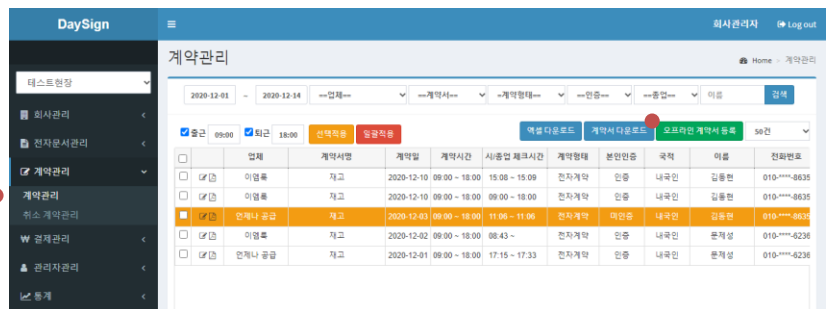 DaySign
회사관리자 Log out
계약관리
Home > 계약관리
테스트현장
2020-12-01 ~ 2020-12-14 ==업체== ==계약서== =계약형태== ==인증== ==종업== 이름 검색
회사관리
전자문서관리
계약관리
계약관리
취소 계약관리
₩ 결제관리
관리자관리
통계
출근 09:00 퇴근 18:00 선택적용 일괄적용 엑셀다운로드 계약서다운로드 오프라인 계약서 등록 50건
업체 계약서명 계약일 계약시간 시/종업 체크시간 계약형태 본인인증 국적 이름 전화번호
이엠폭 재고 2020-12-10 09:00 ~ 18:00 15:08 ~ 15:09 전자계약 인증 내국인 김동현 010-****-8635
이엠폭 재고 2020-12-10 09:00 ~ 18:00 09:00 ~ 18:00 전자계약 인증 내국인 김동현 010-****-8635
언제나 공급 재고 2020-12-03 09:00 ~ 18:00 11:06 ~ 11:06 전자계약 미인증 내국인 김동현 010-****-8635
이엠폭 재고 2020-12-02 09:00 ~ 18:00 08:43 ~ 전자계약 인증 내국인 문제성 010-****-6236
언제나 공급 재고 2020-12-01 09:00 ~ 18:00 17:15 ~ 17:33 전자계약 인증 내국인 문제성 010-****-6236